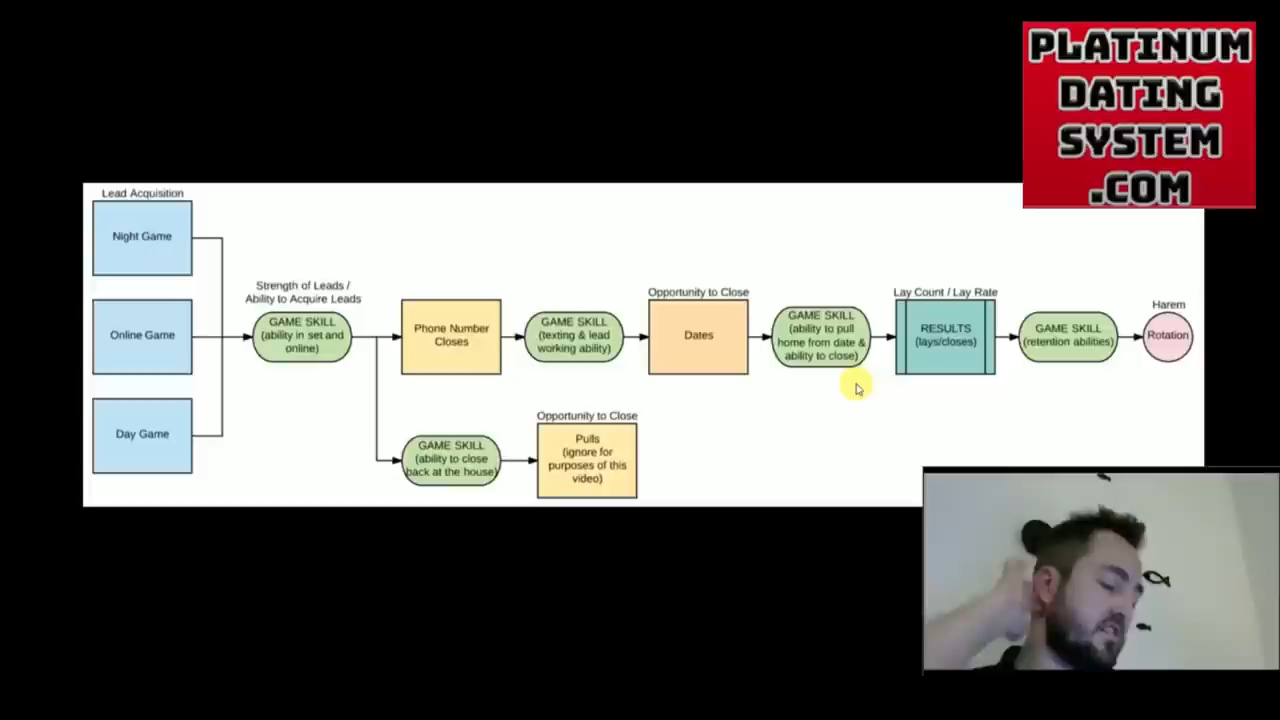 PLATINUM
DATING
SYSTEM
.COM
Lead Acquisition
Night Game
Online Game
Day Game
Strength of Leads /
Ability to Acquire Leads
GAME SKILL
(ability in set and
online)
Phone Number
Closes
GAME SKILL
(texting & lead
working ability)
Opportunity to Close
Dates
GAME SKILL
(ability to pull
home from date &
ability to close)
Lay Count / Lay Rate
RESULTS
(lays/closes)
GAME SKILL
(retention abilities)
Harem
Rotation
GAME SKILL
(ability to close
back at the house)
Opportunity to Close
Pulls
(ignore for
purposes of this
video)